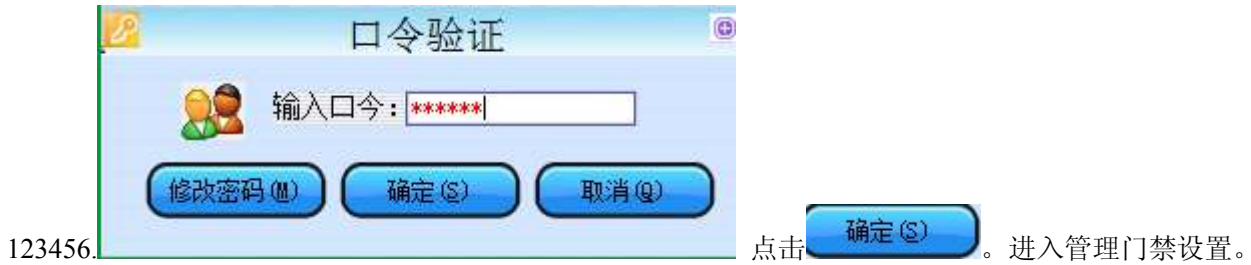 口令验证
输入口令：******
修改密码(M) 确定(S) 取消(Q)
123456. 点击 确定(S) 。进入管理门禁设置。